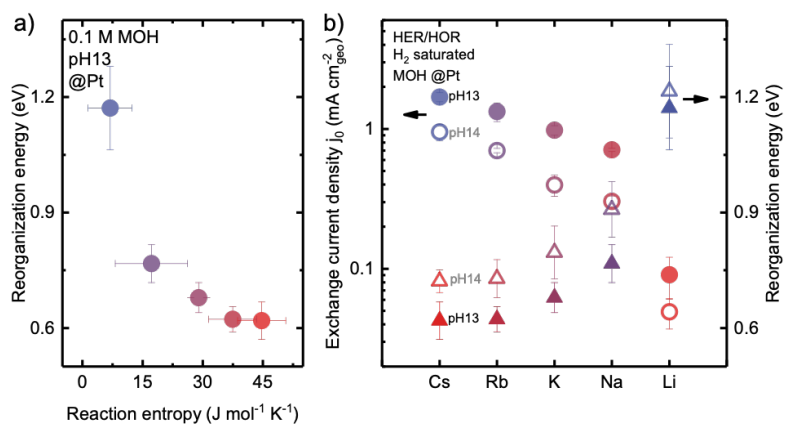 a)
0.1 M MOH
pH13
@Pt
Reorganization energy (eV)
1.2
0.9
0.6
0
15
30
45
Reaction entropy (J mol⁻¹ K⁻¹)
b)
HER/HOR
H₂ saturated
MOH @Pt
pH13
pH14
pH14
pH13
Exchange current density j₀ (mA cm⁻²geo)
1
0.1
Cs
Rb
K
Na
Li
1.2
0.9
0.6
Reorganization energy (eV)